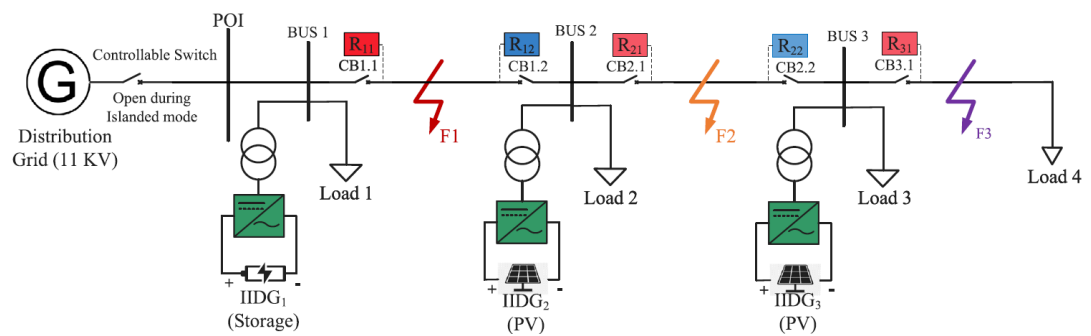 POI
Controllable Switch
G
Open during
Islanded mode
Distribution
Grid (11 KV)
BUS 1
R11
CB1.1
F1
R12
CB1.2
BUS 2
R21
CB2.1
F2
R22
CB2.2
BUS 3
R31
CB3.1
F3
Load 1
Load 2
Load 3
Load 4
+ -
IIDG1
(Storage)
+ -
IIDG2
(PV)
+ -
IIDG3
(PV)